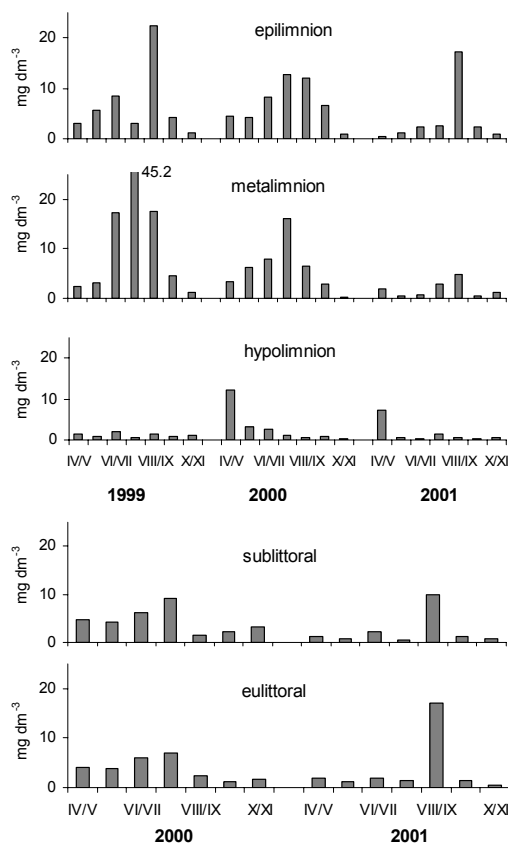 epilimnion
mg dm⁻³
20
10
0
45.2
metalimnion
mg dm⁻³
20
10
0
hypolimnion
mg dm⁻³
20
10
0
IV/V VI/VII VIII/IX X/XI IV/V VI/VII VIII/IX X/XI IV/V VI/VII VIII/IX X/XI
1999 2000 2001
sublittoral
mg dm⁻³
20
10
0
eulittoral
mg dm⁻³
20
10
0
IV/V VI/VII VIII/IX X/XI IV/V VI/VII VIII/IX X/XI
2000 2001